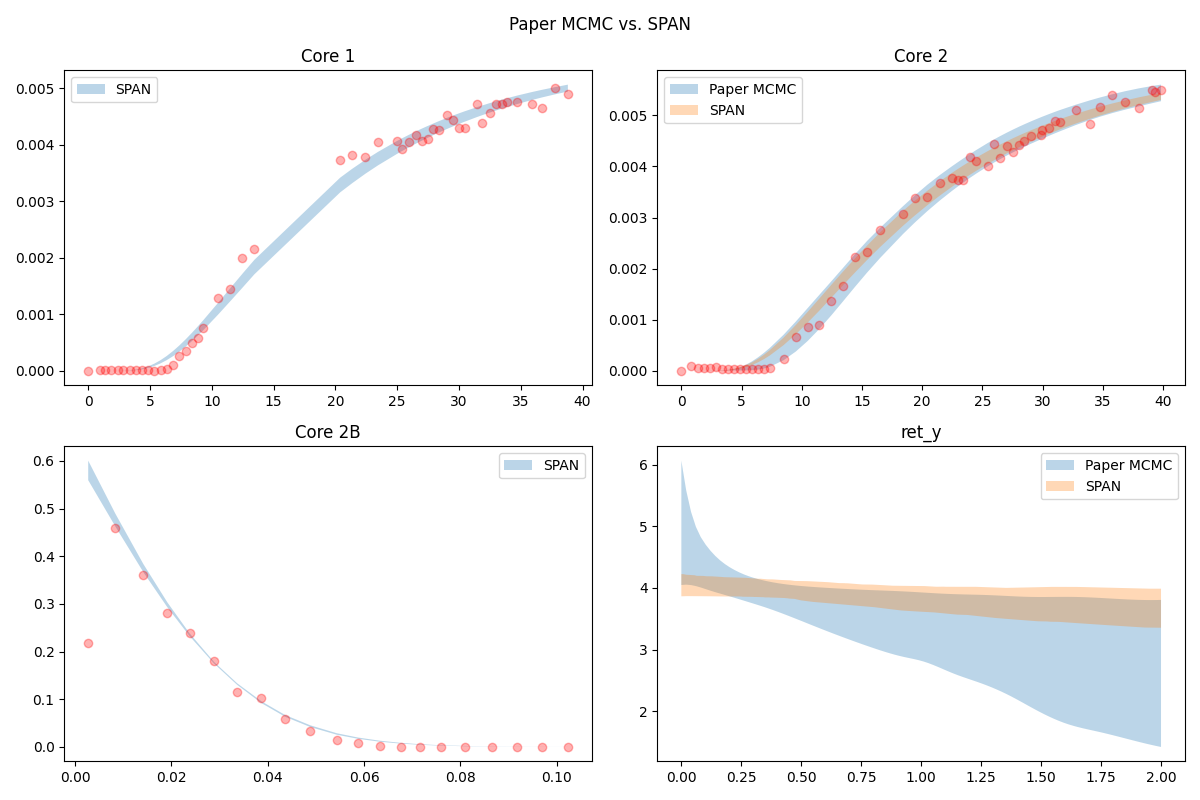 Paper MCMC vs. SPAN
Core 1
SPAN
0.005
0.004
0.003
0.002
0.001
0.000
0 5 10 15 20 25 30 35 40
Core 2
Paper MCMC
SPAN
0.005
0.004
0.003
0.002
0.001
0.000
0 5 10 15 20 25 30 35 40
Core 2B
SPAN
0.6
0.5
0.4
0.3
0.2
0.1
0.0
0.00 0.02 0.04 0.06 0.08 0.10
ret_y
Paper MCMC
SPAN
6
5
4
3
2
0.00 0.25 0.50 0.75 1.00 1.25 1.50 1.75 2.00